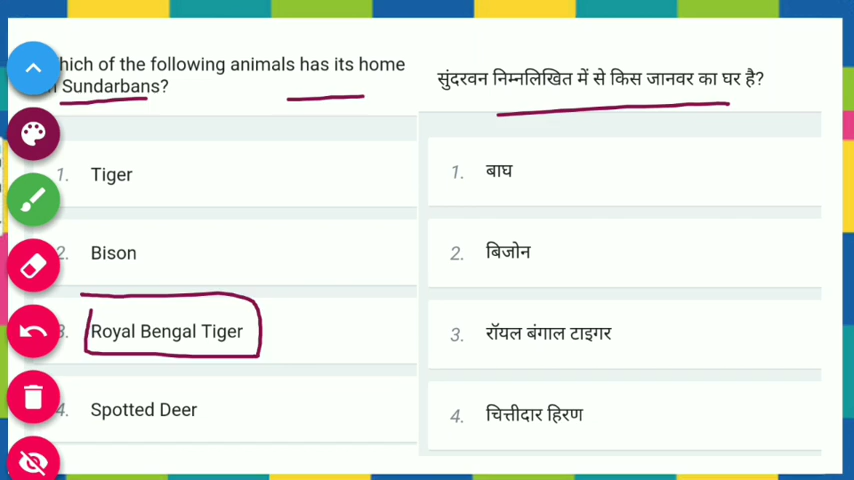 hich of the following animals has its home
Sundarbans?
1. Tiger
2. Bison
3. Royal Bengal Tiger
4. Spotted Deer
सुंदरवन निम्नलिखित में से किस जानवर का घर है?
1. बाघ
2. बिजोन
3. रॉयल बंगाल टाइगर
4. चित्तीदार हिरण